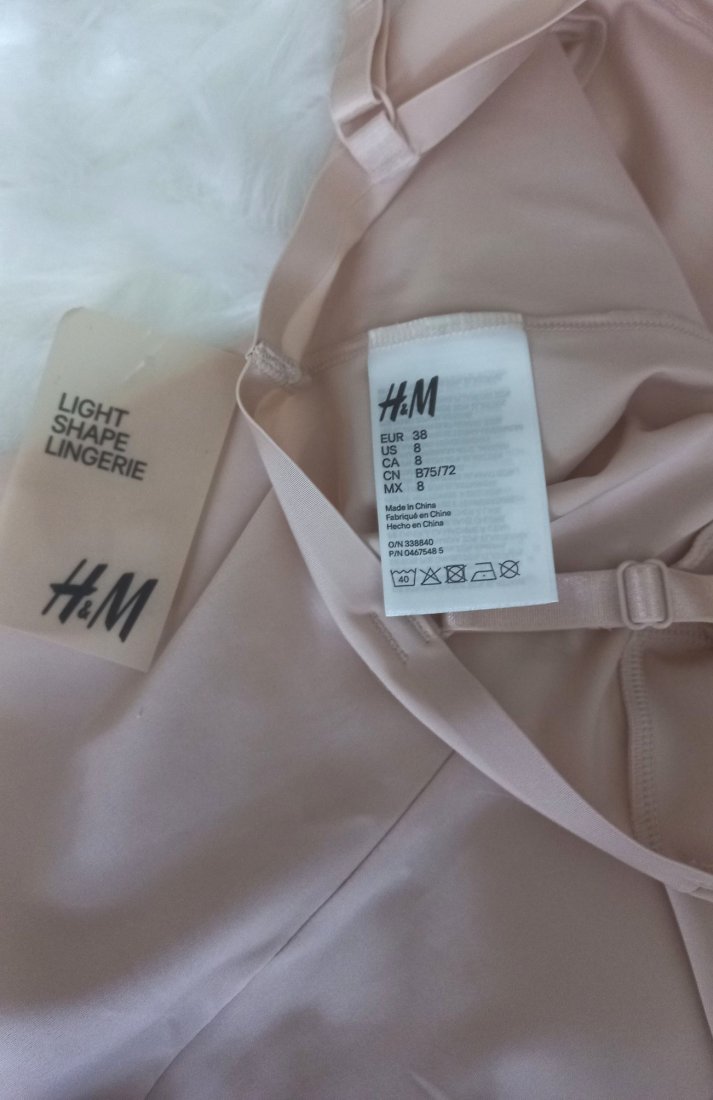 LIGHT
SHAPE
LINGERIE
H&M
H&M
EUR 38
US 8
CA 8
CN B75/72
MX 8
Made in China
Fabriqué en Chine
Hecho en China
O/N 338840
P/N 0467548 5
40